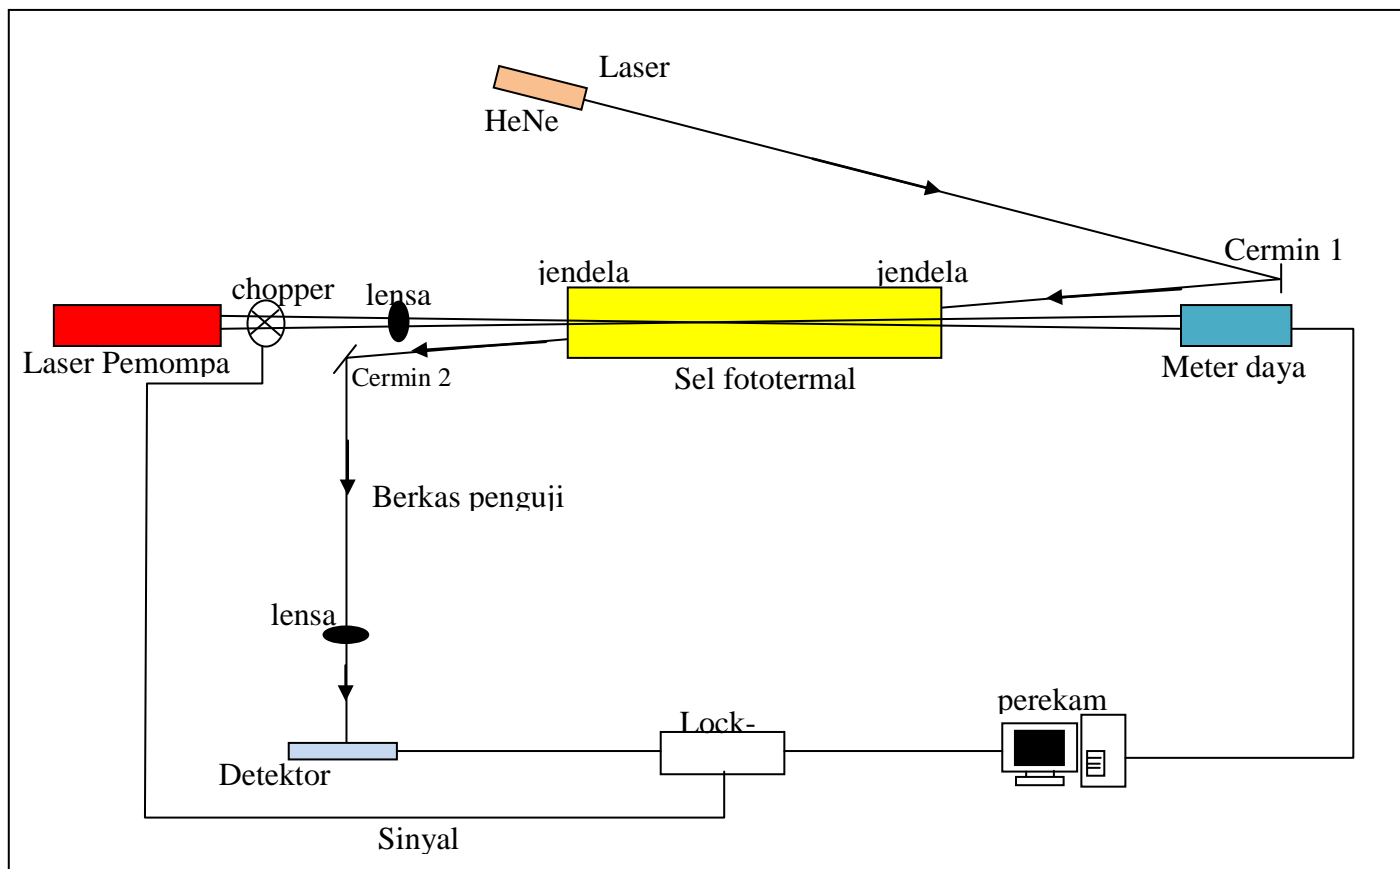 Laser
HeNe
Cermin 1
jendela
jendela
chopper
lensa
Laser Pemompa
Cermin 2
Sel fototermal
Meter daya
Berkas penguji
lensa
perekam
Lock-
Detektor
Sinyal